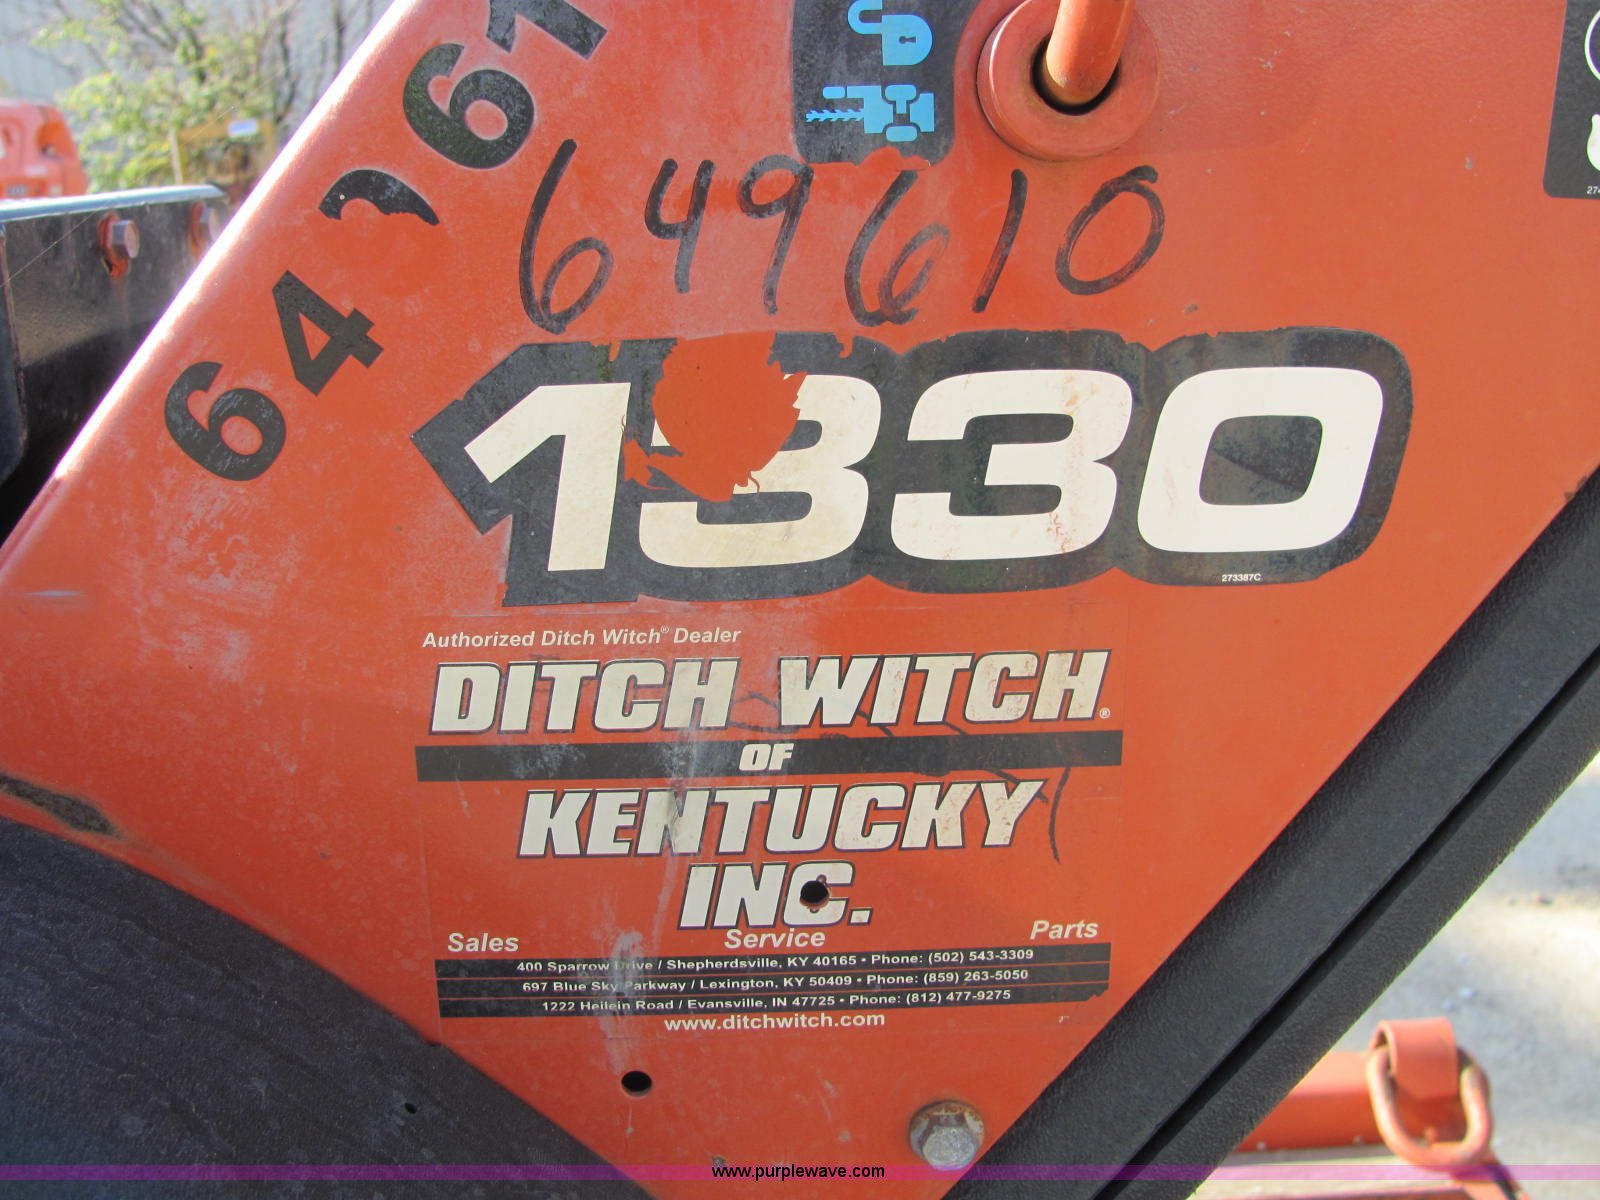 649610
1330
273387C
Authorized Ditch Witch® Dealer
DITCH WITCH®
OF
KENTUCKY
INC.
Sales Service Parts
400 Sparrow Drive / Shepherdsville, KY 40165 • Phone: (502) 543-3309
697 Blue Sky Parkway / Lexington, KY 50409 • Phone: (859) 263-5050
1222 Heilein Road / Evansville, IN 47725 • Phone: (812) 477-9275
www.ditchwitch.com
www.purplewave.com